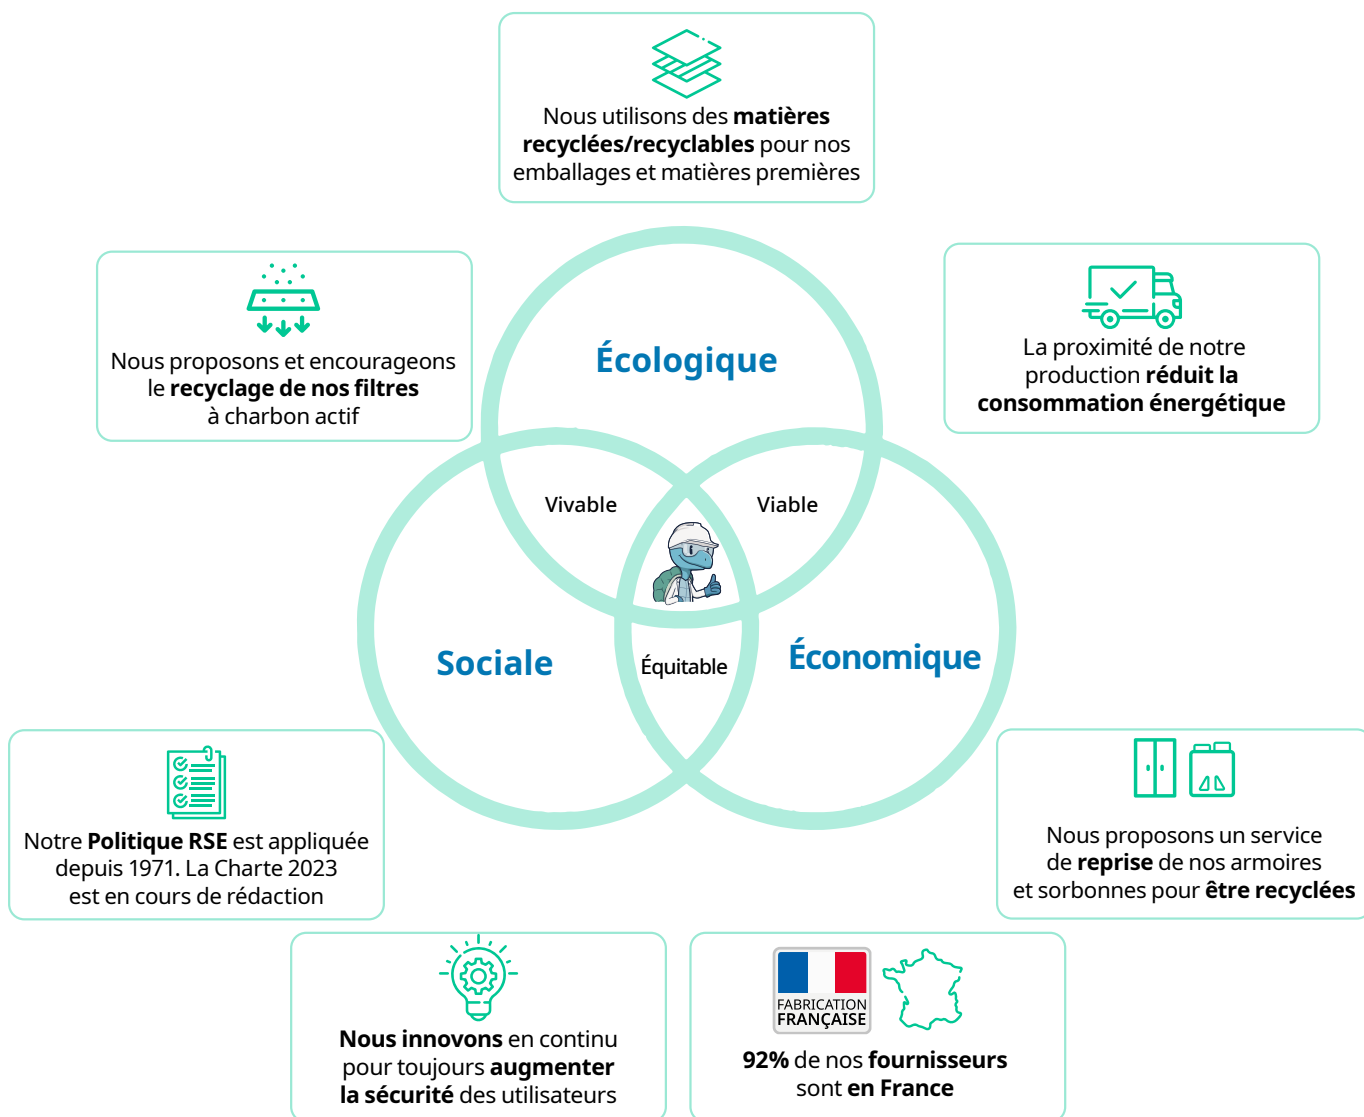 Nous utilisons des matières
recyclées/recyclables pour nos
emballages et matières premières
Nous proposons et encourageons
le recyclage de nos filtres
à charbon actif
La proximité de notre
production réduit la
consommation énergétique
Écologique
Vivable
Viable
Sociale
Équitable
Économique
Notre Politique RSE est appliquée
depuis 1971. La Charte 2023
est en cours de rédaction
Nous proposons un service
de reprise de nos armoires
et sorbonnes pour être recyclées
Nous innovons en continu
pour toujours augmenter
la sécurité des utilisateurs
FABRICATION
FRANÇAISE
92% de nos fournisseurs
sont en France